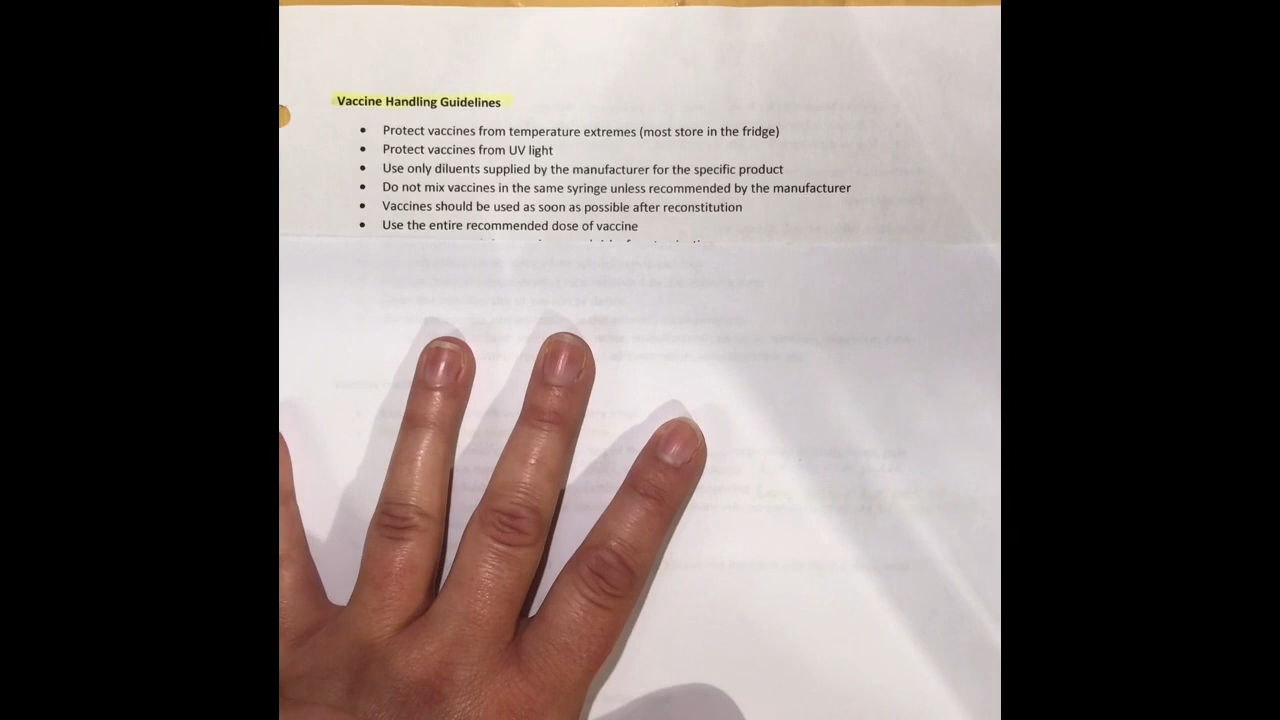 Vaccine Handling Guidelines
• Protect vaccines from temperature extremes (most store in the fridge)
• Protect vaccines from UV light
• Use only diluents supplied by the manufacturer for the specific product
• Do not mix vaccines in the same syringe unless recommended by the manufacturer
• Vaccines should be used as soon as possible after reconstitution
• Use the entire recommended dose of vaccine